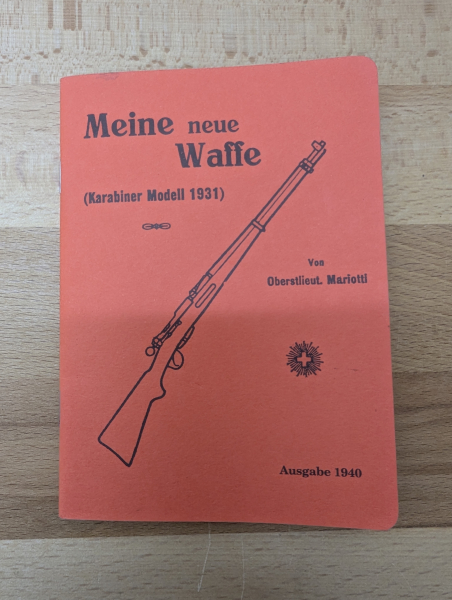 Meine neue
Waffe
(Karabiner Modell 1931)
Von
Oberstlieut. Mariotti
Ausgabe 1940